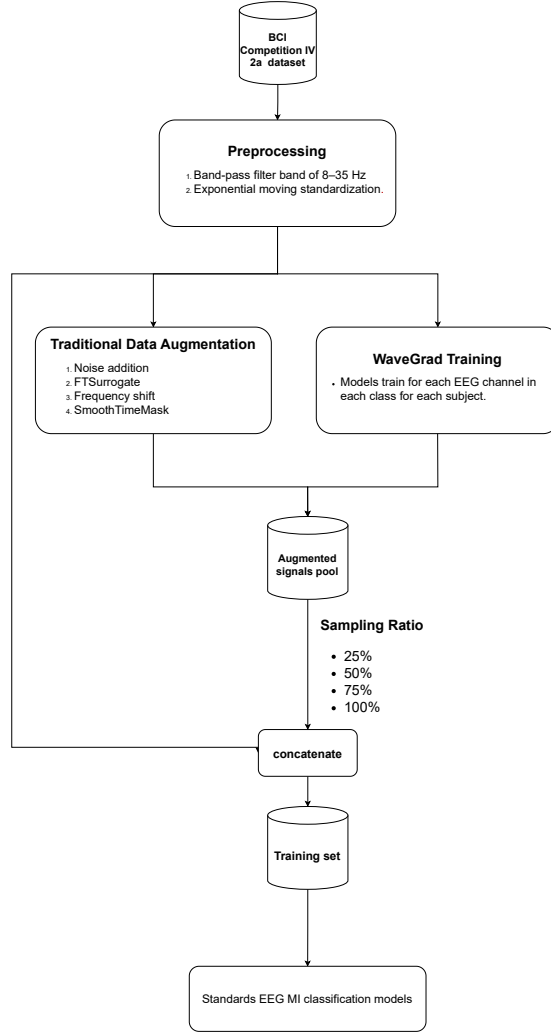 BCI
Competition IV
2a dataset
Preprocessing
1. Band-pass filter band of 8–35 Hz
2. Exponential moving standardization.
Traditional Data Augmentation
1. Noise addition
2. FTSurrogate
3. Frequency shift
4. SmoothTimeMask
WaveGrad Training
• Models train for each EEG channel in
each class for each subject.
Augmented
signals pool
Sampling Ratio
• 25%
• 50%
• 75%
• 100%
concatenate
Training set
Standards EEG MI classification models